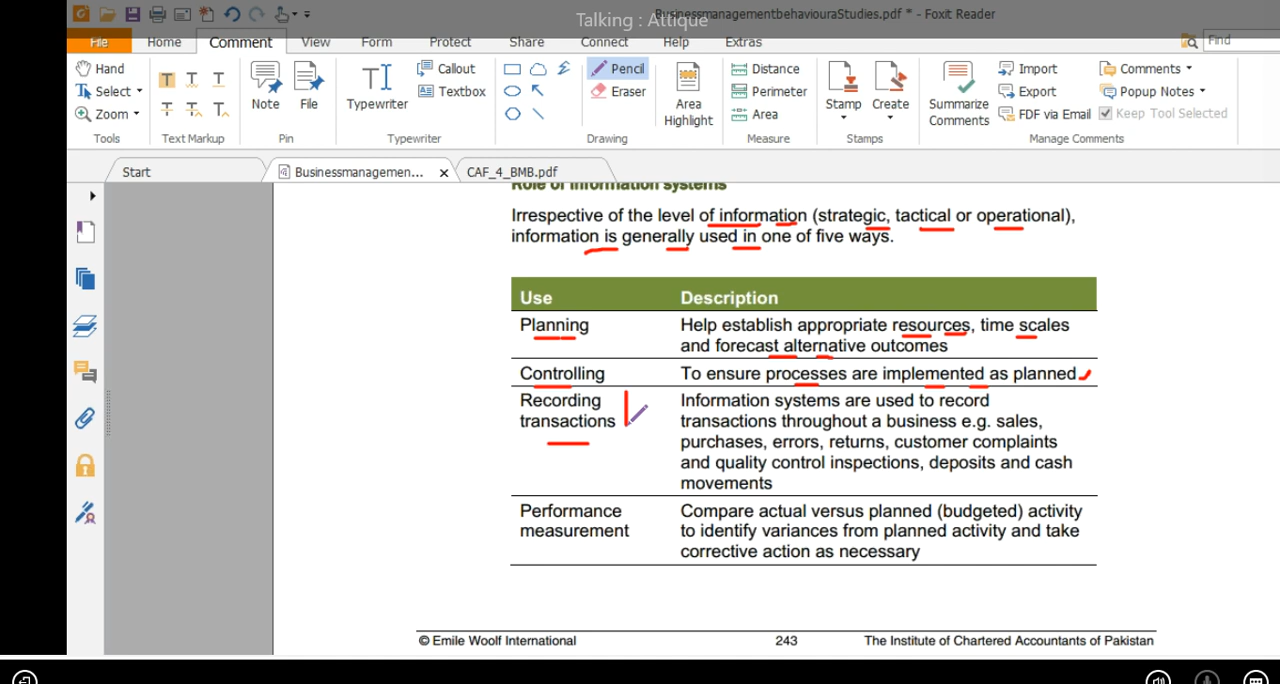 BusinessmanagementbehaviouraStudies.pdf * - Foxit Reader
Talking : Attique
File Home Comment View Form Protect Share Connect Help Extras Find
Hand
Select
Zoom
Tools
Text Markup
Note
File
Pin
Typewriter
Callout
Textbox
Typewriter
Pencil
Eraser
Area
Highlight
Drawing
Distance
Perimeter
Area
Measure
Stamp
Create
Stamps
Summarize
Comments
Import
Export
FDF via Email
Comments
Popup Notes
Keep Tool Selected
Manage Comments
Start
Businessmanagemen... ×
CAF_4_BMB.pdf
Role of information systems
Irrespective of the level of information (strategic, tactical or operational),
information is generally used in one of five ways.
Use Description
Planning Help establish appropriate resources, time scales
and forecast alternative outcomes
Controlling To ensure processes are implemented as planned
Recording Information systems are used to record
transactions transactions throughout a business e.g. sales,
purchases, errors, returns, customer complaints
and quality control inspections, deposits and cash
movements
Performance Compare actual versus planned (budgeted) activity
measurement to identify variances from planned activity and take
corrective action as necessary
© Emile Woolf International 243 The Institute of Chartered Accountants of Pakistan